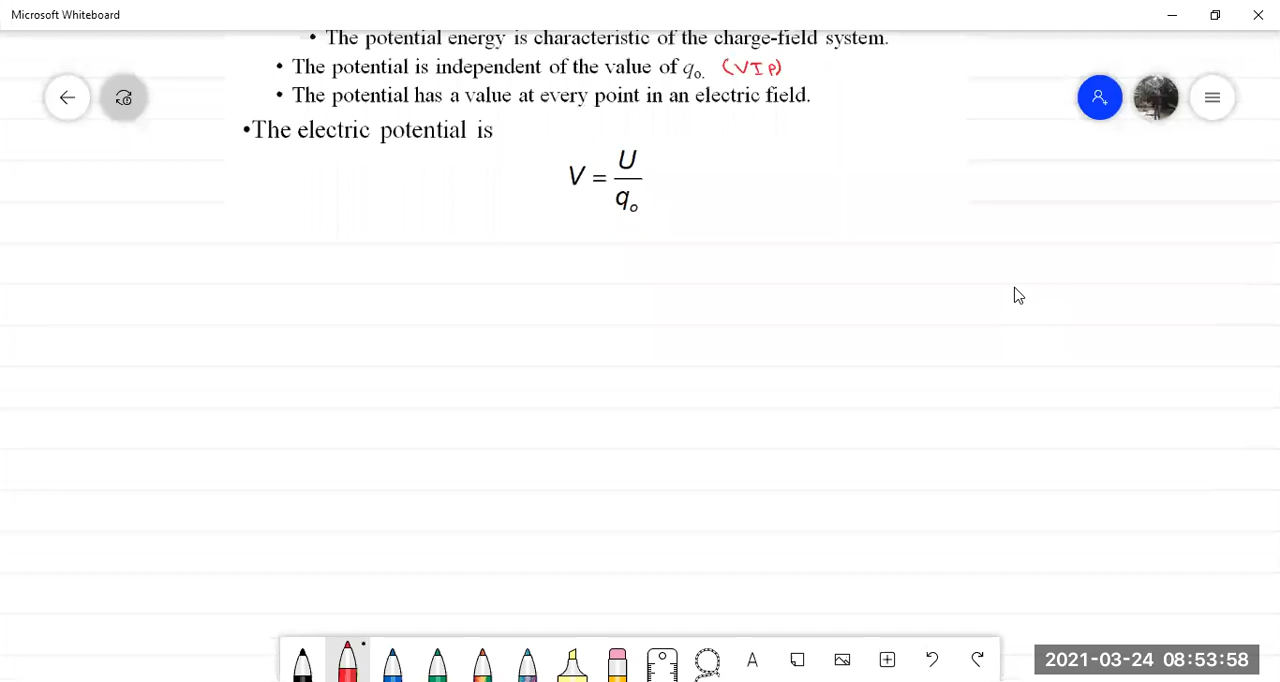 Microsoft Whiteboard
• The potential energy is characteristic of the charge-field system.
• The potential is independent of the value of qo. (VIP)
• The potential has a value at every point in an electric field.
•The electric potential is
V = U / qo
A
2021-03-24 08:53:58